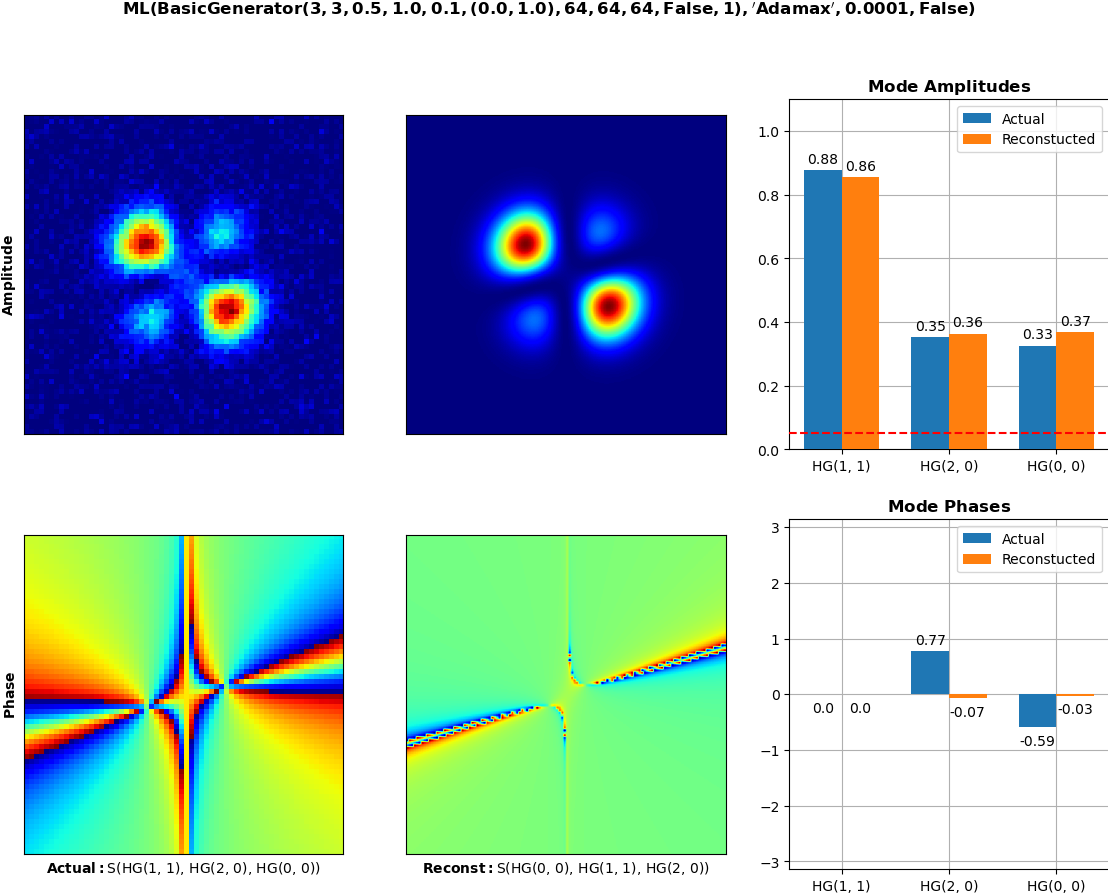 ML(BasicGenerator(3, 3, 0.5, 1.0, 0.1, (0.0, 1.0), 64, 64, 64, False, 1), ′Adamax′, 0.0001, False)
Amplitude
Mode Amplitudes
Actual
Reconstucted
1.0
0.8
0.6
0.4
0.2
0.0
0.88
0.86
0.35
0.36
0.33
0.37
HG(1, 1)
HG(2, 0)
HG(0, 0)
Phase
Actual: S(HG(1, 1), HG(2, 0), HG(0, 0))
Reconst: S(HG(0, 0), HG(1, 1), HG(2, 0))
Mode Phases
Actual
Reconstucted
3
2
1
0
−1
−2
−3
0.0
0.0
0.77
-0.07
-0.59
-0.03
HG(1, 1)
HG(2, 0)
HG(0, 0)